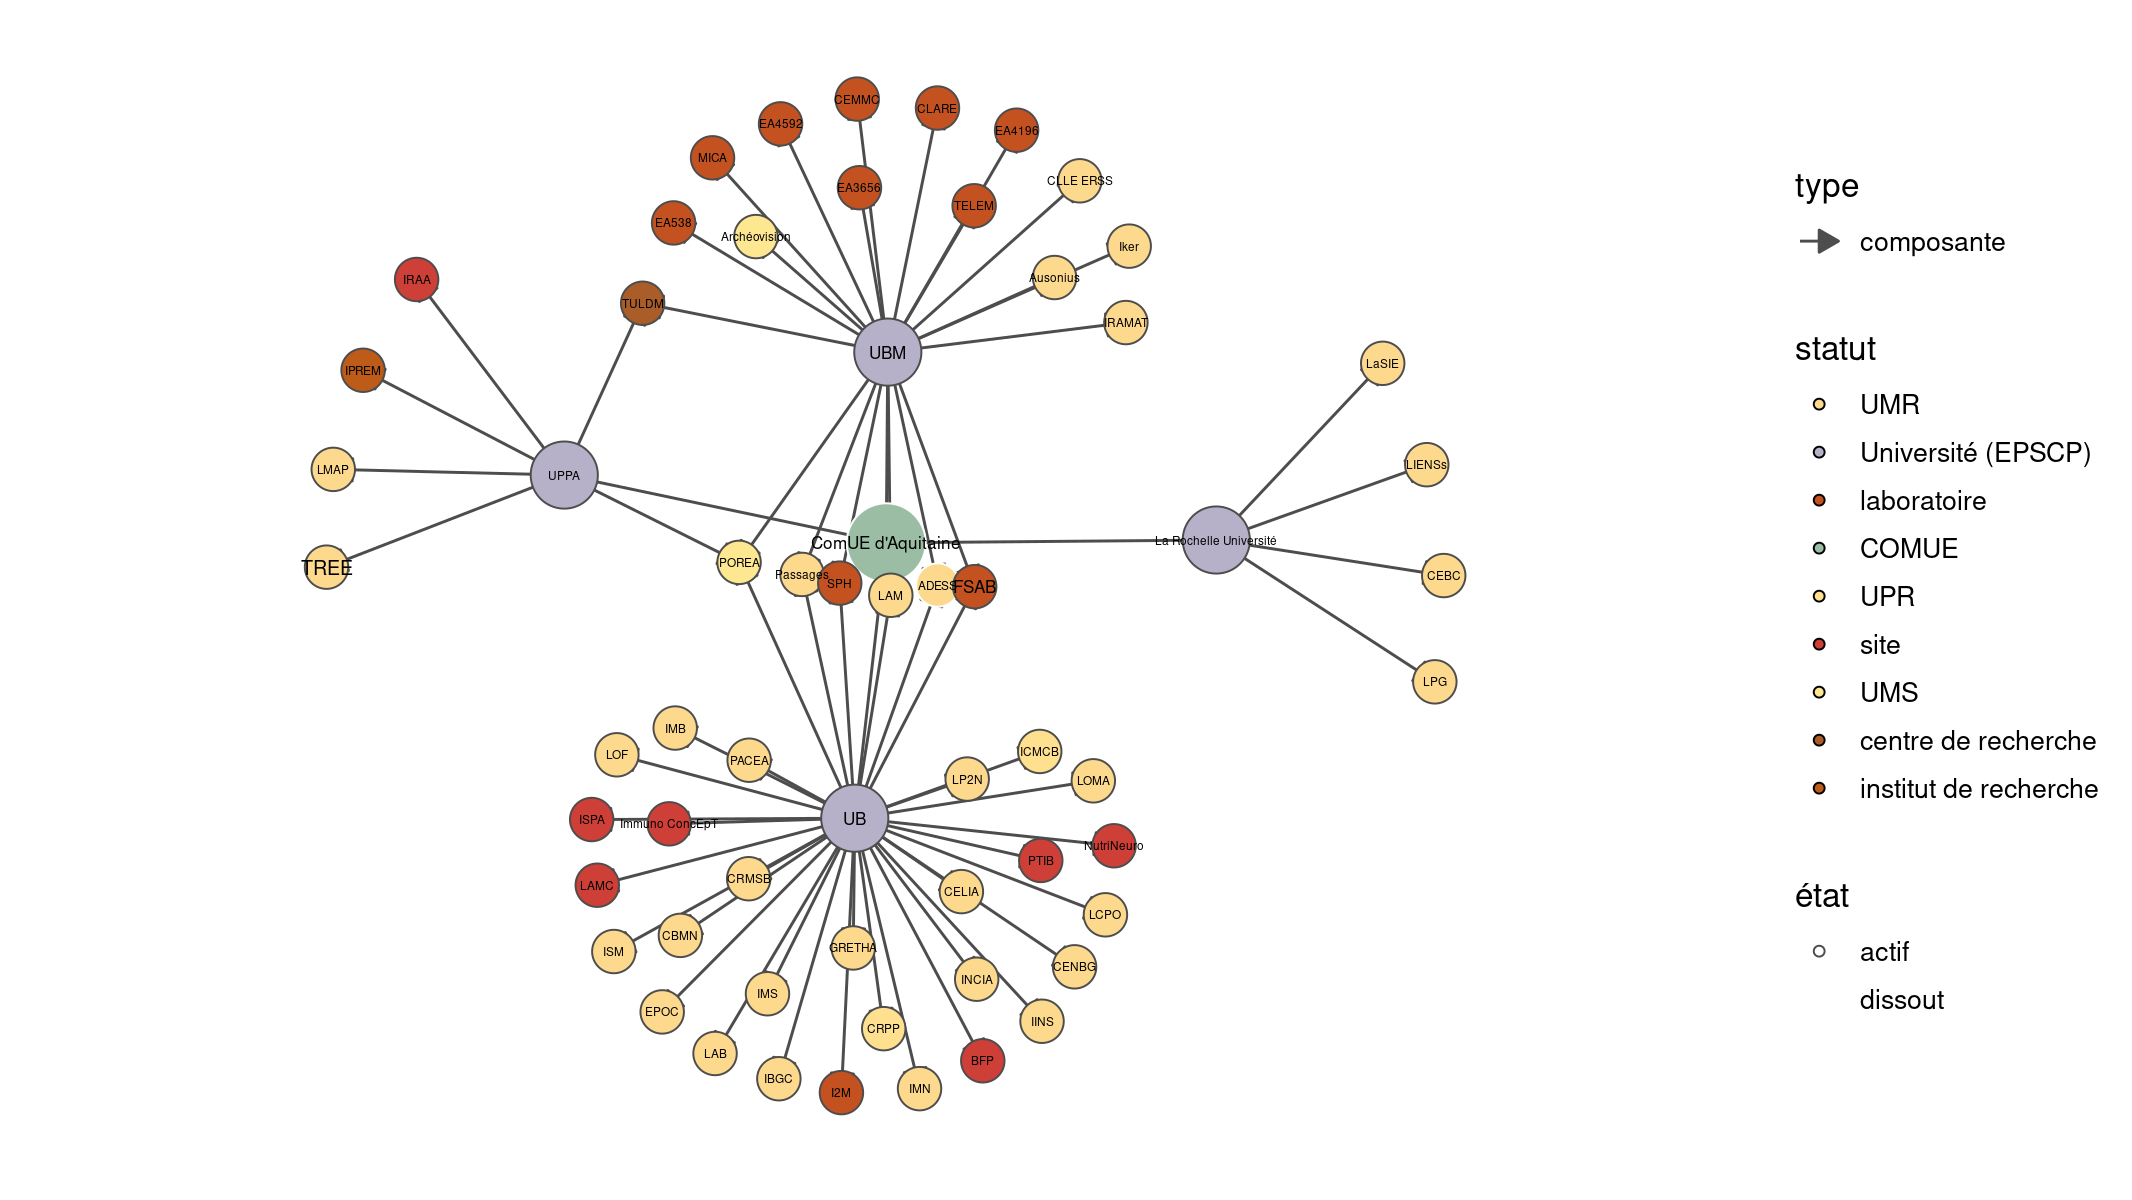 CEMMC
CLARE
EA4592
EA4196
MICA
CLLE ERSS
EA3656
TELEM
EA538
Archéovision
Iker
Ausonius
IRAA
TULDM
IRAMAT
UBM
IPREM
LaSIE
LMAP
UPPA
LIENSs
ComUE d'Aquitaine
La Rochelle Université
TREE
POREA
Passages
SPH
LAM
ADESS
FSAB
CEBC
LPG
IMB
LOF
PACEA
ICMCB
LP2N
LOMA
ISPA
Immuno ConcEpT
UB
NutriNeuro
PTIB
LAMC
CRMSB
CELIA
LCPO
CBMN
ISM
GRETHA
CENBG
INCIA
IMS
EPOC
CRPP
IINS
LAB
BFP
IBGC
I2M
IMN
type
composante
statut
UMR
Université (EPSCP)
laboratoire
COMUE
UPR
site
UMS
centre de recherche
institut de recherche
état
actif
dissout